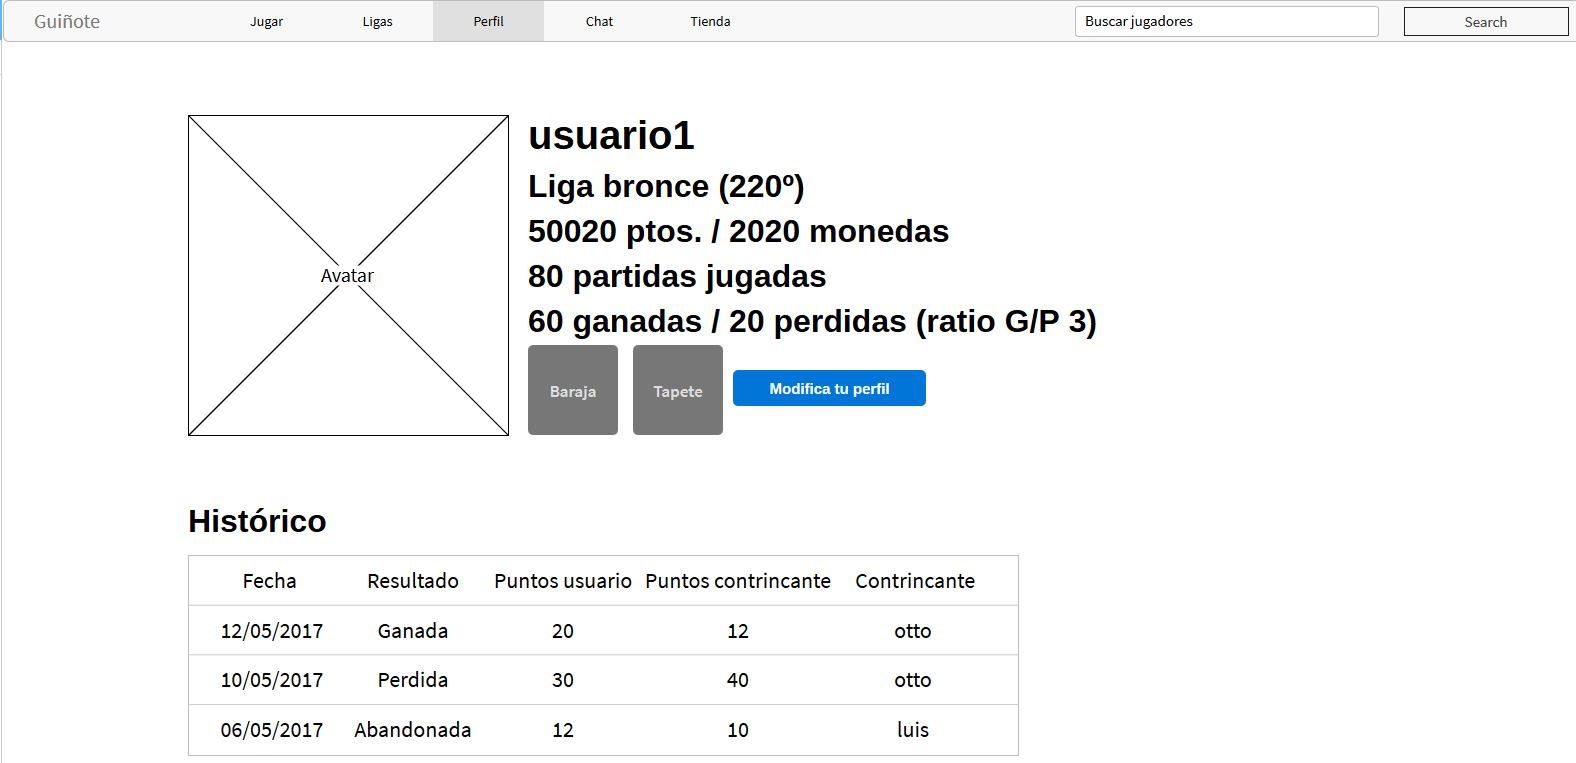 Guiñote Jugar Ligas Perfil Chat Tienda Buscar jugadores Search
Avatar
usuario1
Liga bronce (220º)
50020 ptos. / 2020 monedas
80 partidas jugadas
60 ganadas / 20 perdidas (ratio G/P 3)
Baraja Tapete Modifica tu perfil
Histórico
Fecha Resultado Puntos usuario Puntos contrincante Contrincante
12/05/2017 Ganada 20 12 otto
10/05/2017 Perdida 30 40 otto
06/05/2017 Abandonada 12 10 luis